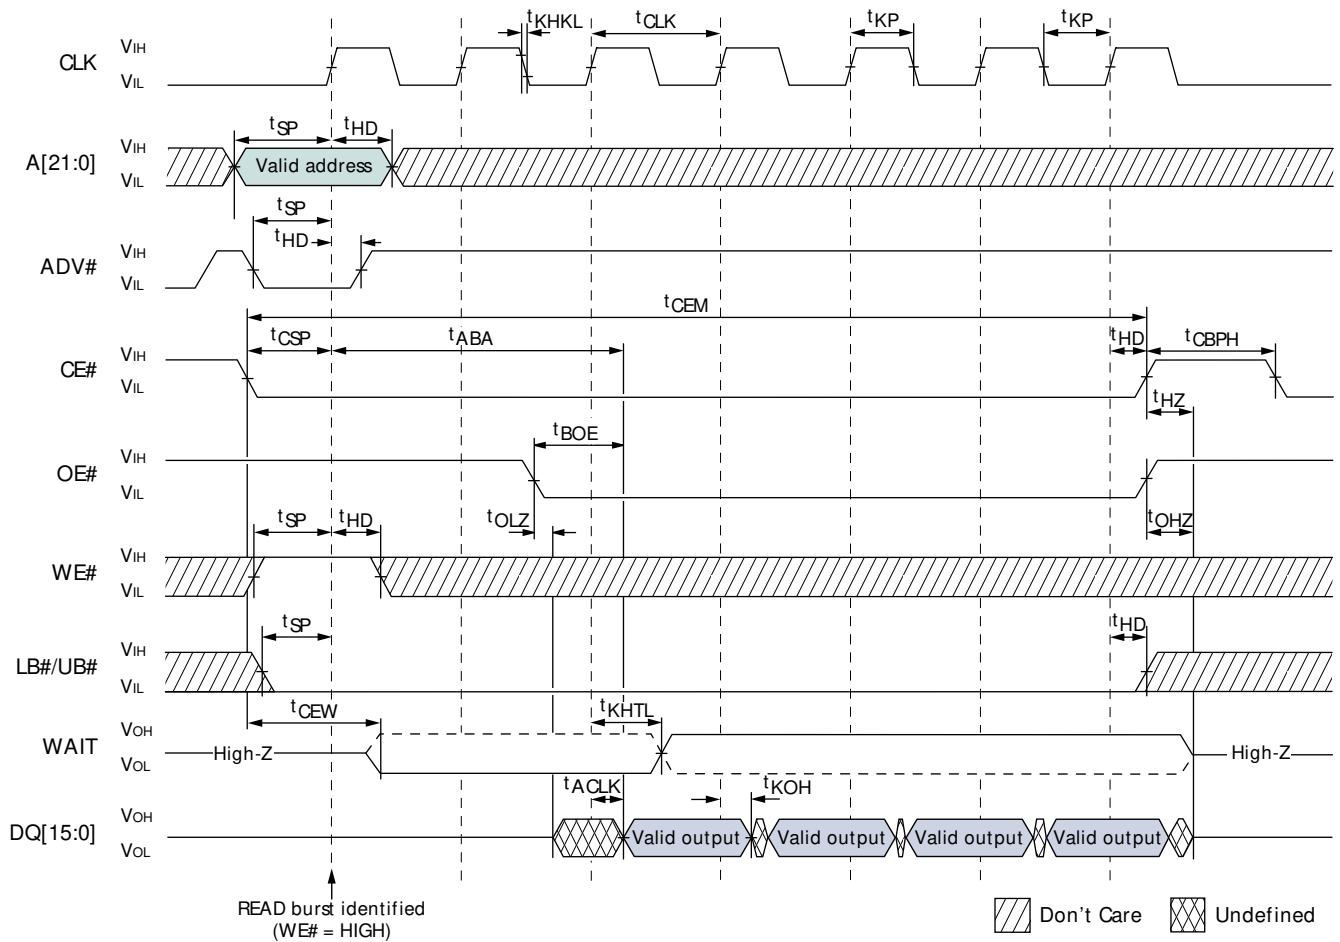 tKHKL tCLK tKP tKP
CLK VIH VIL
tSP tHD
A[21:0] VIH VIL Valid address
tSP
tHD
ADV# VIH VIL
tCEM
tCSP tABA tHD tCBPH
CE# VIH VIL
tHZ
tBOE
OE# VIH VIL
tSP tHD tOLZ tOHZ
WE# VIH VIL
tSP tHD
LB#/UB# VIH VIL
tCEW tKHTL
WAIT VOH VOL High-Z High-Z
tACLK tKOH
DQ[15:0] VOH VOL Valid output Valid output Valid output Valid output
READ burst identified
(WE# = HIGH)
Don't Care Undefined